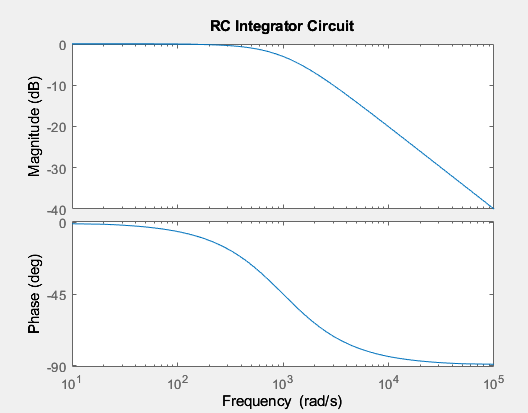 RC Integrator Circuit
Magnitude (dB)
0
-10
-20
-30
-40
Phase (deg)
0
-45
-90
10^1 10^2 10^3 10^4 10^5
Frequency (rad/s)